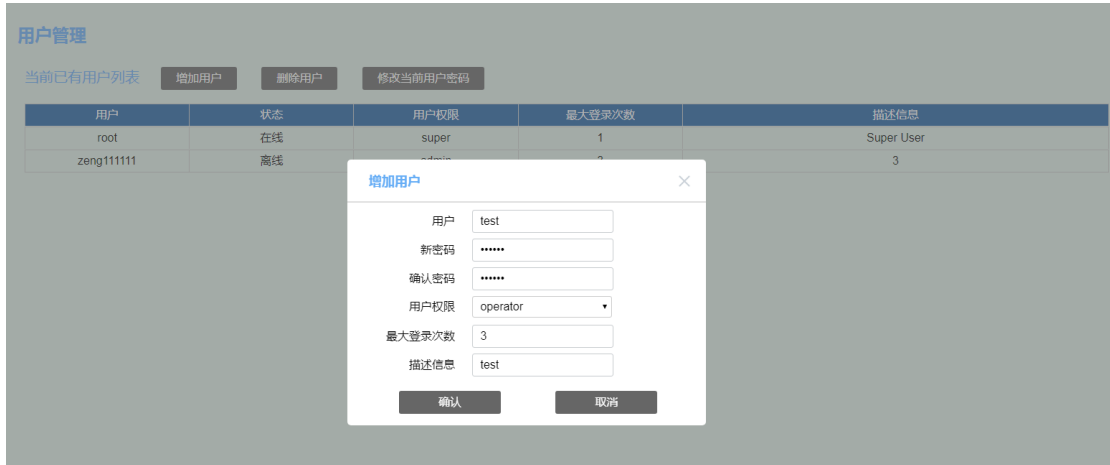 用户管理
当前已有用户列表 增加用户 删除用户 修改当前用户密码
用户 状态 用户权限 最大登录次数 描述信息
root 在线 super 1 Super User
zeng111111 离线 admin 3
增加用户
用户 test
新密码 ••••••
确认密码 ••••••
用户权限 operator
最大登录次数 3
描述信息 test
确认 取消